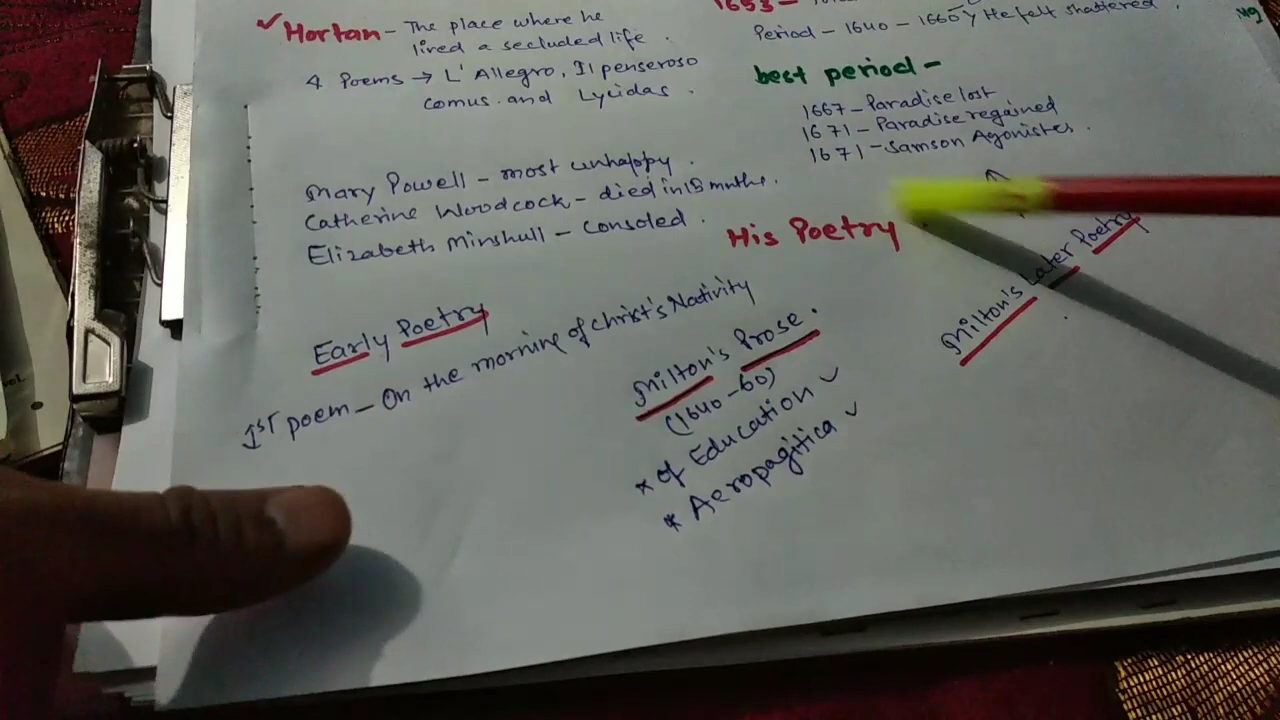 ✓ Hortan - The place where he
lived a secluded life .
4 Poems → L' Allegro, Il penseroso
comus. and Lycidas .
Mary Powell - most unhappy .
Catherine Woodcock - died in 15 mnths .
Elizabeth Minshull - Consoled .
1653 -
Period - 1640 - 1660 y He felt shattered .
best period -
1667 - Paradise lost
1671 - Paradise regained
1671 - Samson Agonistes .
His Poetry
Early Poetry
1st poem - On the morning of Christ's Nativity
Milton's Prose .
(1640 - 60)
* Of Education ✓
* Aeropagitica ✓
Milton's Later Poetry